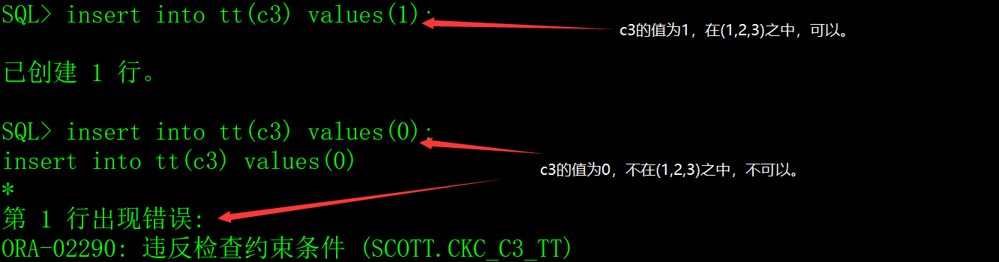 SQL> insert into tt(c3) values(1);
c3的值为1，在(1,2,3)之中，可以。
已创建 1 行。
SQL> insert into tt(c3) values(0);
insert into tt(c3) values(0)
c3的值为0，不在(1,2,3)之中，不可以。
*
第 1 行出现错误:
ORA-02290: 违反检查约束条件 (SCOTT.CKC_C3_TT)